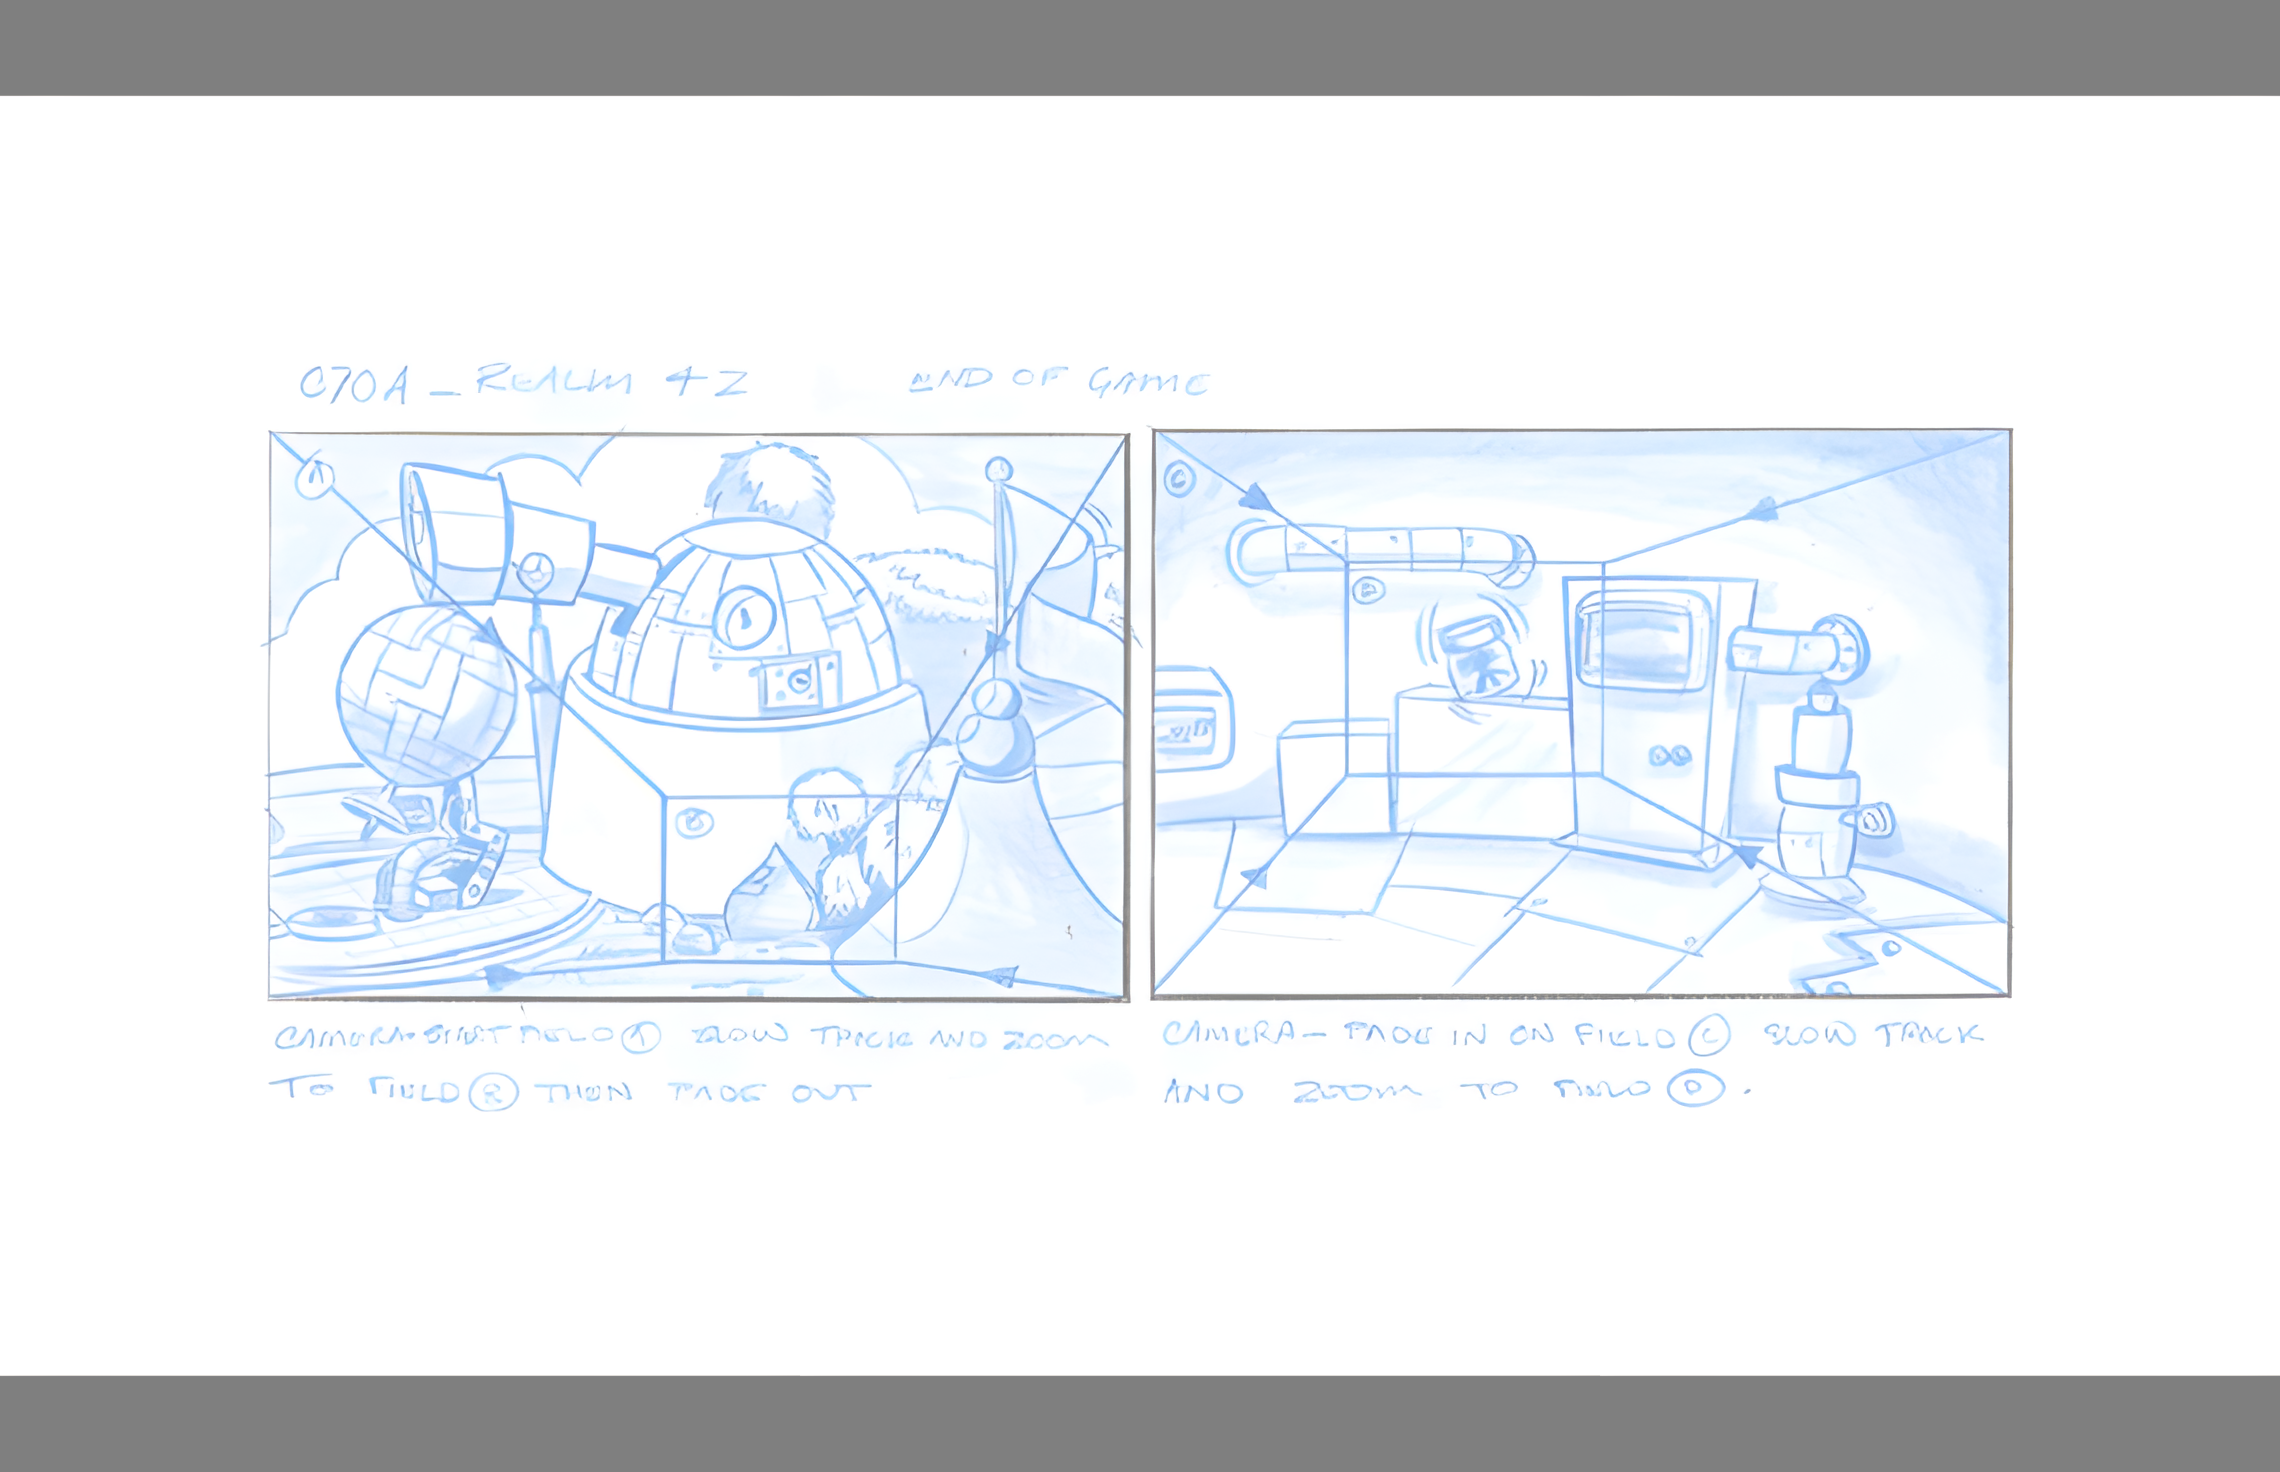 C70A – REALM 42 END OF GAME
A
B
C
D
CAMERA – START FIELD A SLOW TRACK AND ZOOM
TO FIELD B THEN FADE OUT
CAMERA – FADE IN ON FIELD C SLOW TRACK
AND ZOOM TO FIELD D.